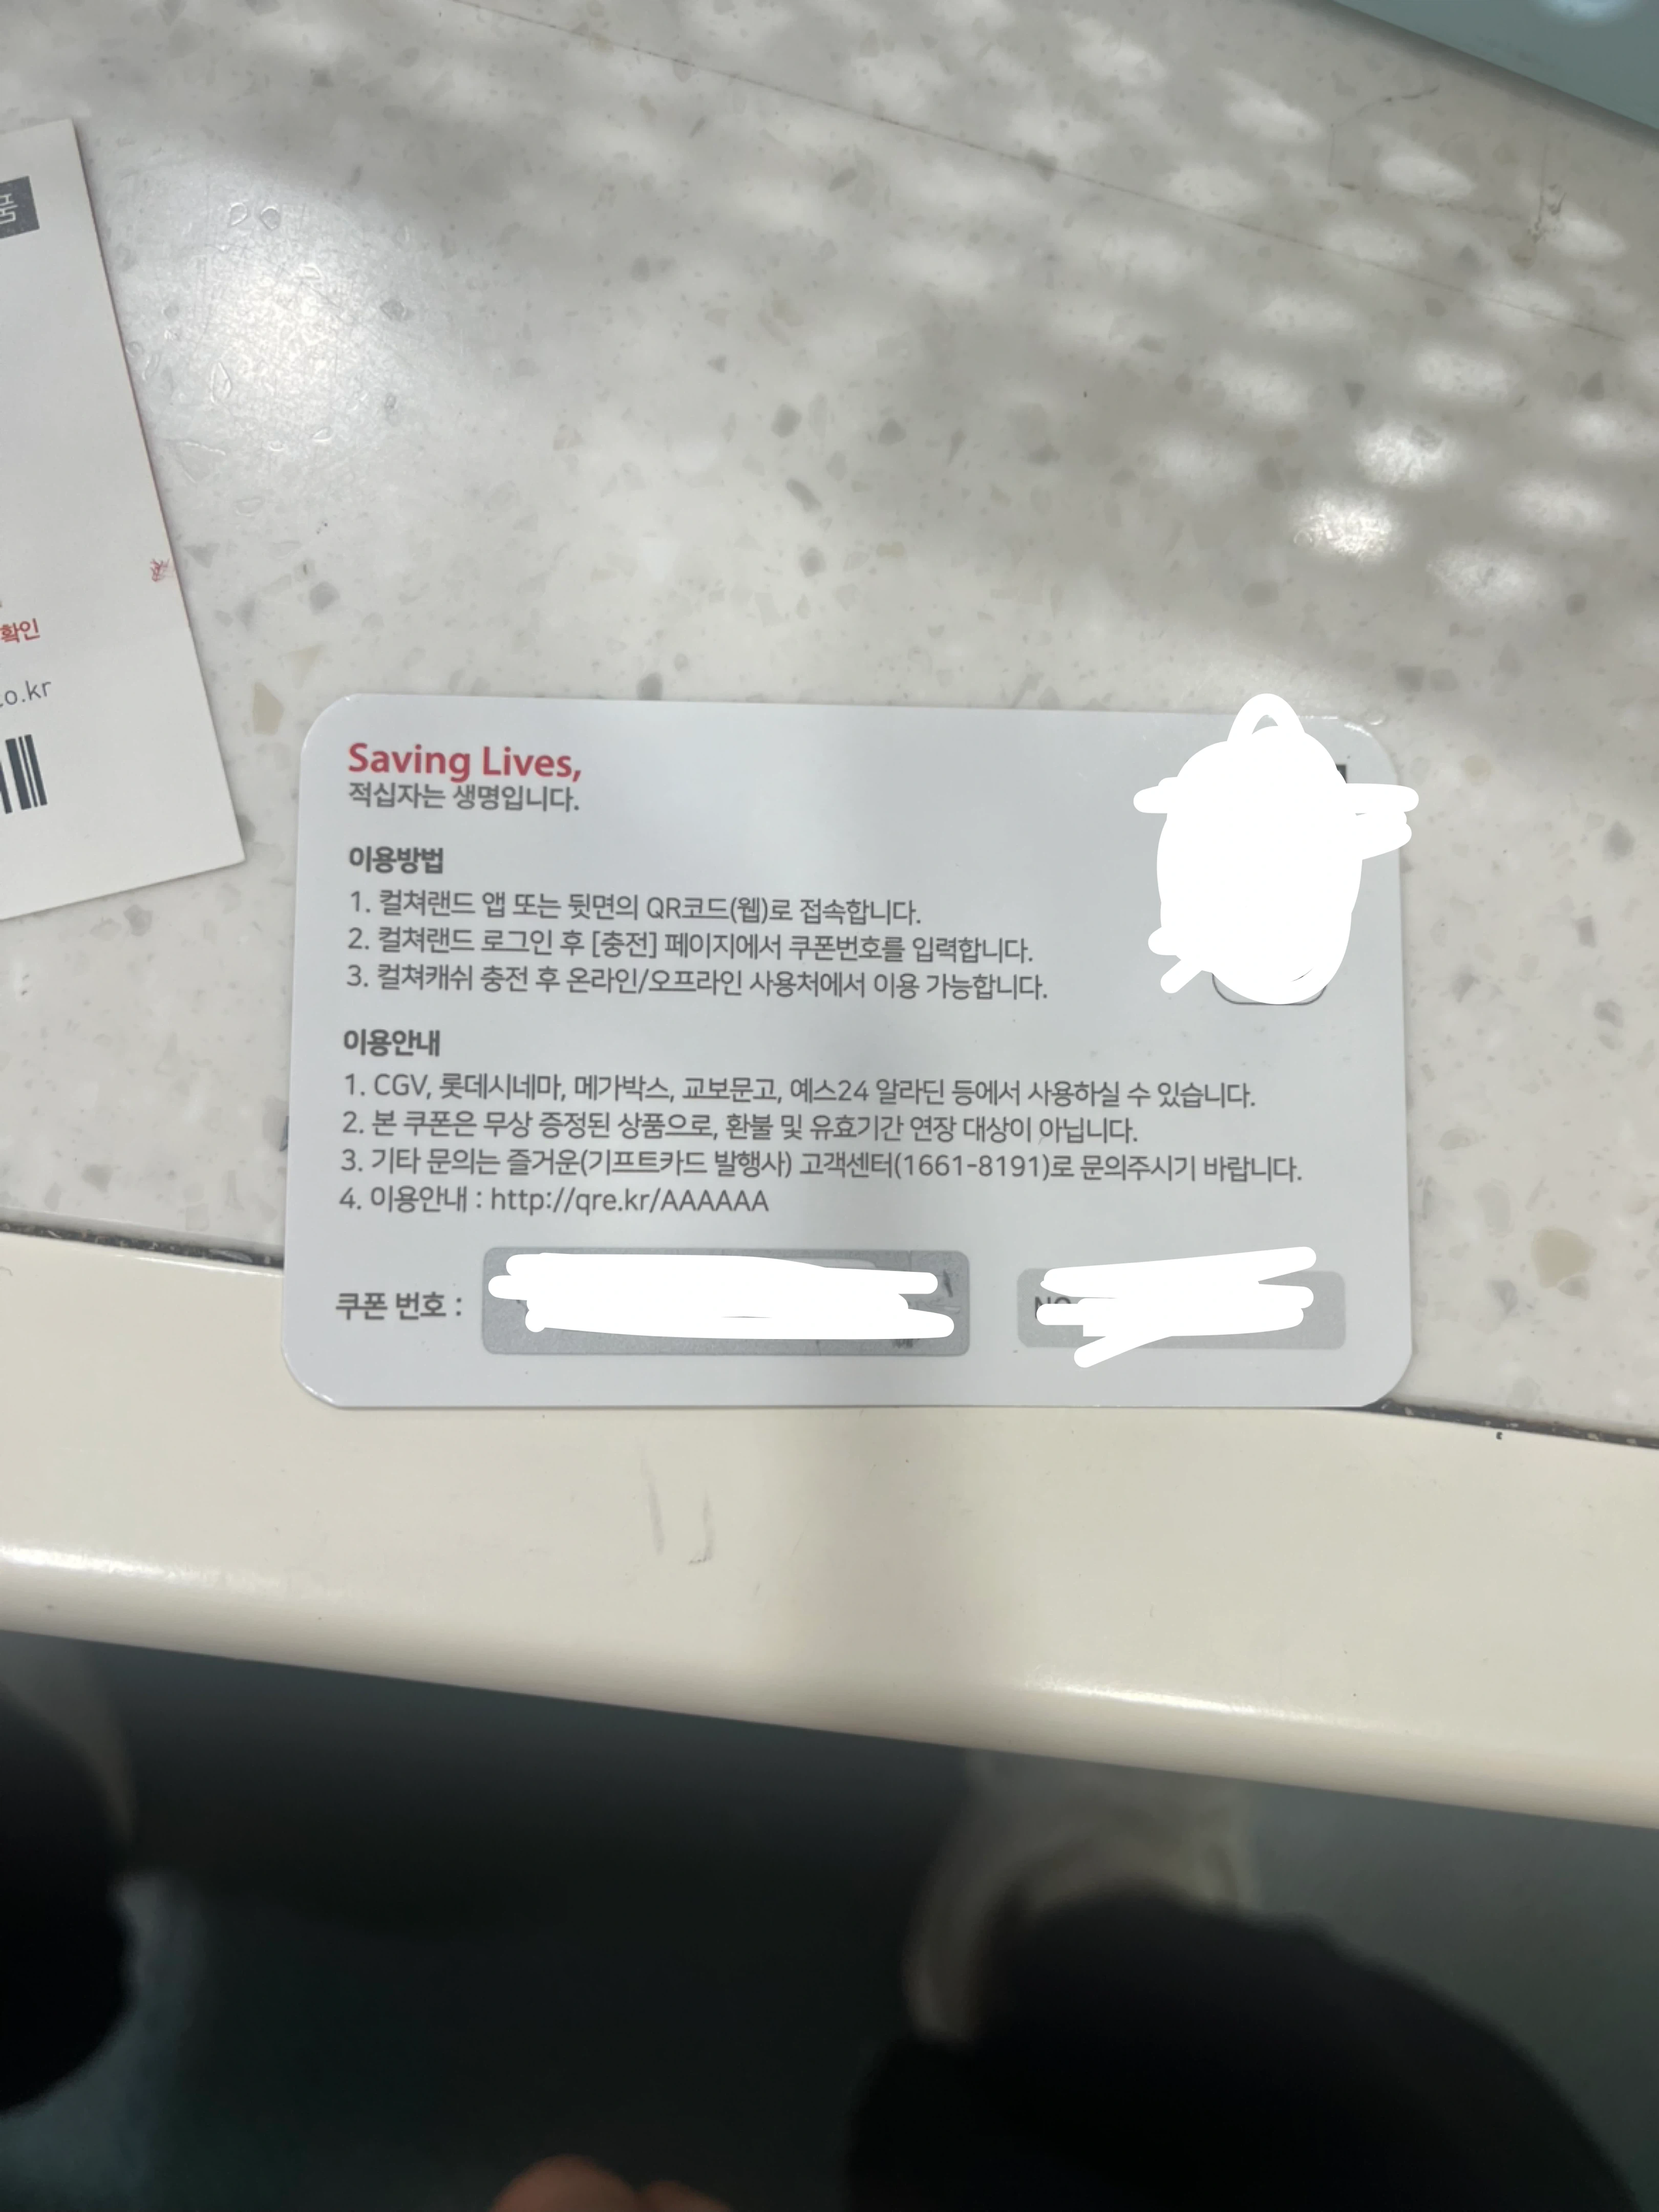 품
확인
co.kr
Saving Lives,
적십자는 생명입니다.
이용방법
1. 컬쳐랜드 앱 또는 뒷면의 QR코드(웹)로 접속합니다.
2. 컬쳐랜드 로그인 후 [충전] 페이지에서 쿠폰번호를 입력합니다.
3. 컬쳐캐쉬 충전 후 온라인/오프라인 사용처에서 이용 가능합니다.
이용안내
1. CGV, 롯데시네마, 메가박스, 교보문고, 예스24 알라딘 등에서 사용하실 수 있습니다.
2. 본 쿠폰은 무상 증정된 상품으로, 환불 및 유효기간 연장 대상이 아닙니다.
3. 기타 문의는 즐거운(기프트카드 발행사) 고객센터(1661-8191)로 문의주시기 바랍니다.
4. 이용안내 : http://qre.kr/AAAAAA
쿠폰 번호 :